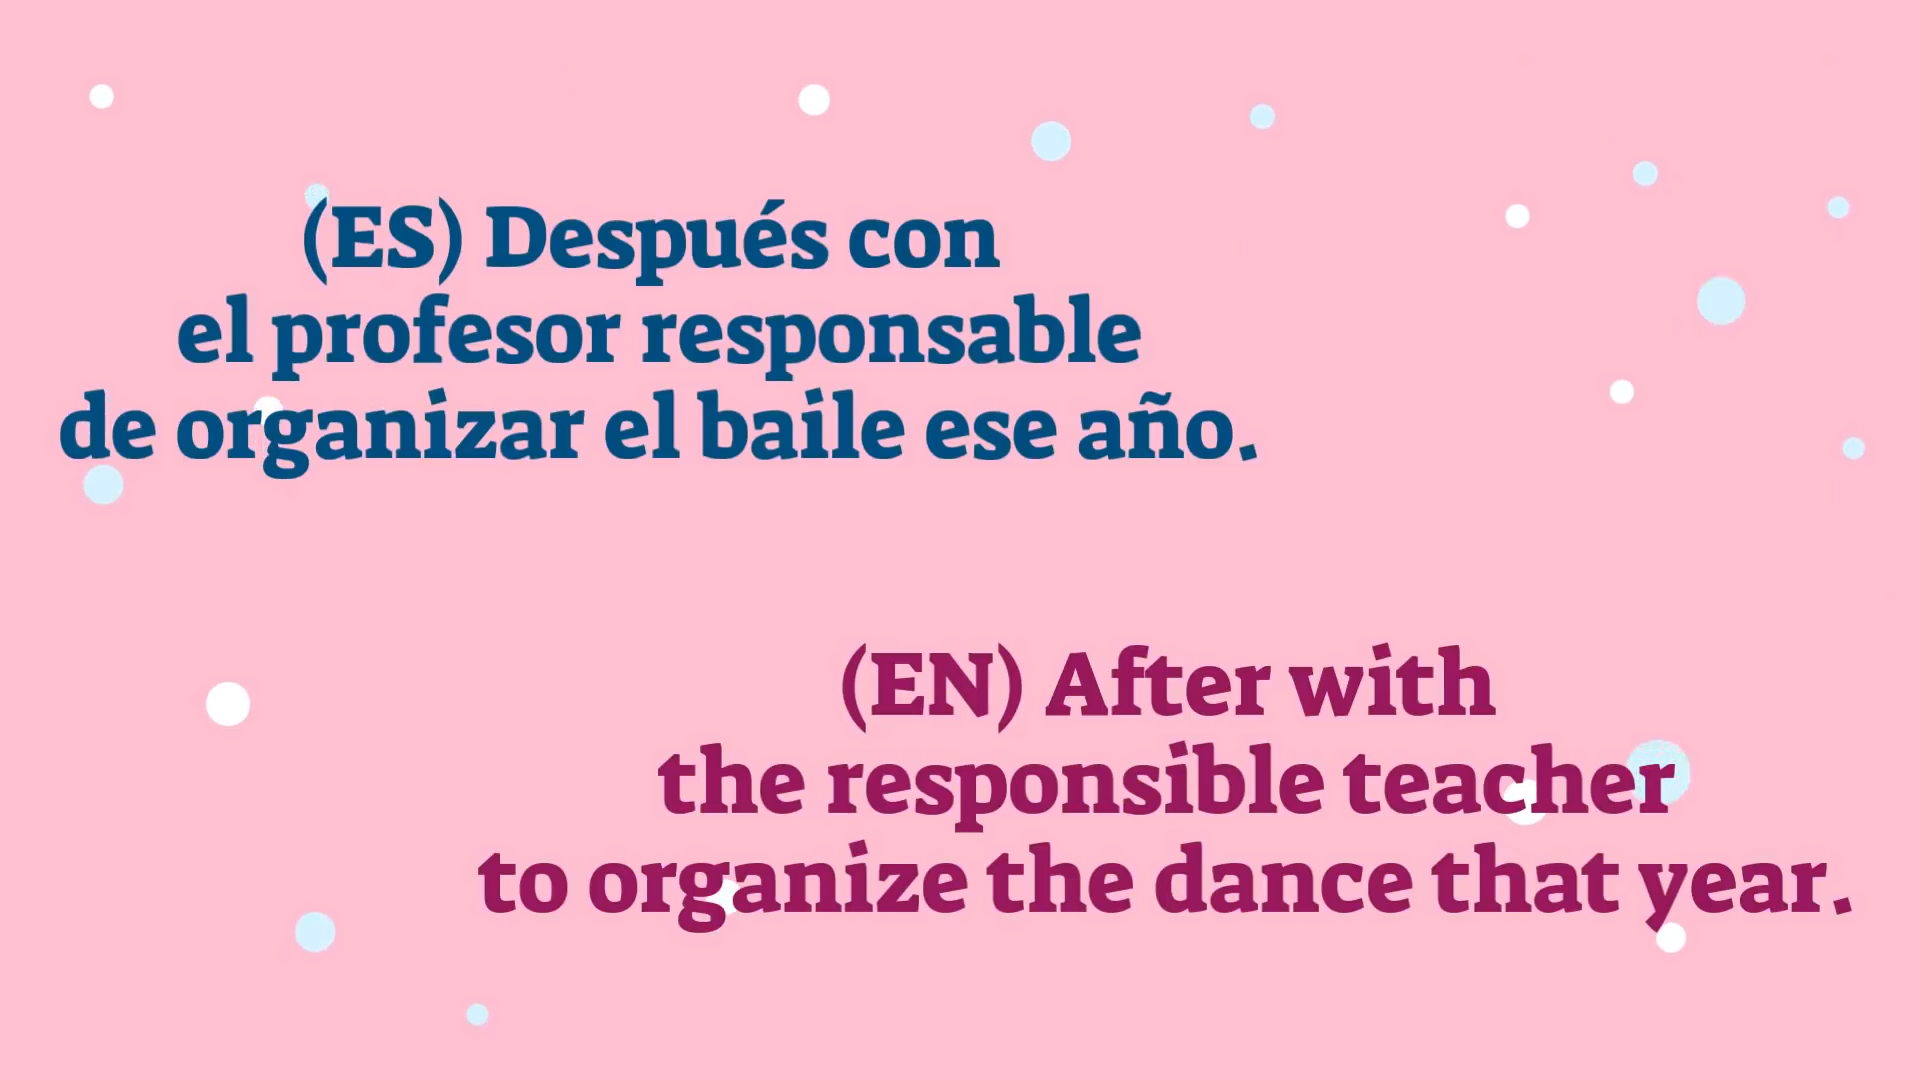 (ES) Después con
el profesor responsable
de organizar el baile ese año.
(EN) After with
the responsible teacher
to organize the dance that year.